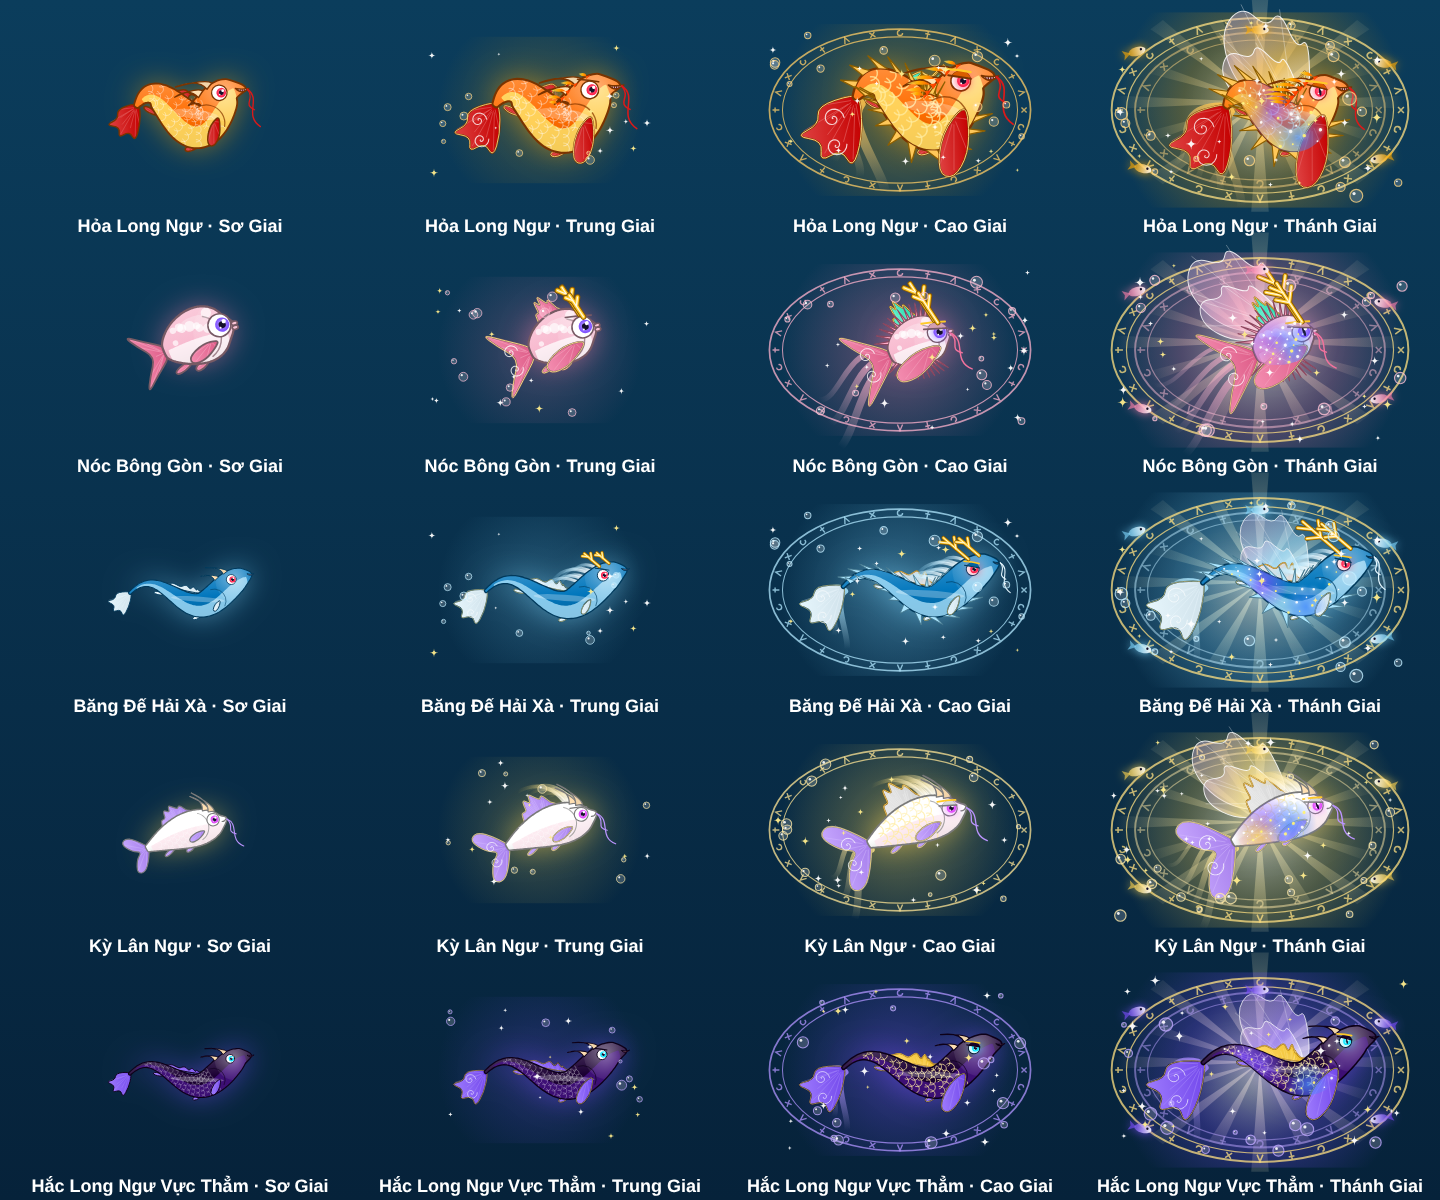 Hỏa Long Ngư · Sơ Giai
Hỏa Long Ngư · Trung Giai
Hỏa Long Ngư · Cao Giai
Hỏa Long Ngư · Thánh Giai
Nóc Bông Gòn · Sơ Giai
Nóc Bông Gòn · Trung Giai
Nóc Bông Gòn · Cao Giai
Nóc Bông Gòn · Thánh Giai
Băng Đế Hải Xà · Sơ Giai
Băng Đế Hải Xà · Trung Giai
Băng Đế Hải Xà · Cao Giai
Băng Đế Hải Xà · Thánh Giai
Kỳ Lân Ngư · Sơ Giai
Kỳ Lân Ngư · Trung Giai
Kỳ Lân Ngư · Cao Giai
Kỳ Lân Ngư · Thánh Giai
Hắc Long Ngư Vực Thẳm · Sơ Giai
Hắc Long Ngư Vực Thẳm · Trung Giai
Hắc Long Ngư Vực Thẳm · Cao Giai
Hắc Long Ngư Vực Thẳm · Thánh Giai